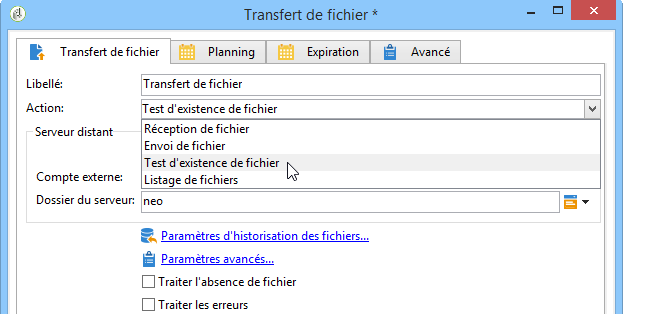 Transfert de fichier *
Transfert de fichier Planning Expiration Avancé
Libellé: Transfert de fichier
Action: Test d'existence de fichier
Serveur distant
Réception de fichier
Envoi de fichier
Test d'existence de fichier
Compte externe:
Listage de fichiers
Dossier du serveur: neo
Paramètres d'historisation des fichiers...
Paramètres avancés...
Traiter l'absence de fichier
Traiter les erreurs